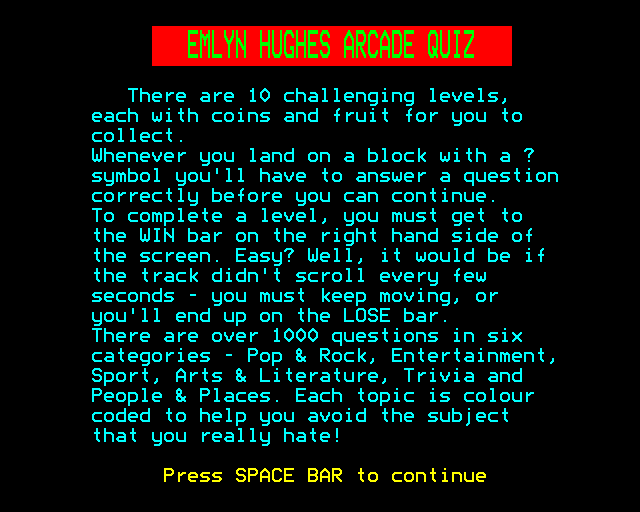 EMLYN HUGHES ARCADE QUIZ
There are 10 challenging levels,
each with coins and fruit for you to
collect.
Whenever you land on a block with a ?
symbol you'll have to answer a question
correctly before you can continue.
To complete a level, you must get to
the WIN bar on the right hand side of
the screen. Easy? Well, it would be if
the track didn't scroll every few
seconds - you must keep moving, or
you'll end up on the LOSE bar.
There are over 1000 questions in six
categories - Pop & Rock, Entertainment,
Sport, Arts & Literature, Trivia and
People & Places. Each topic is colour
coded to help you avoid the subject
that you really hate!
Press SPACE BAR to continue